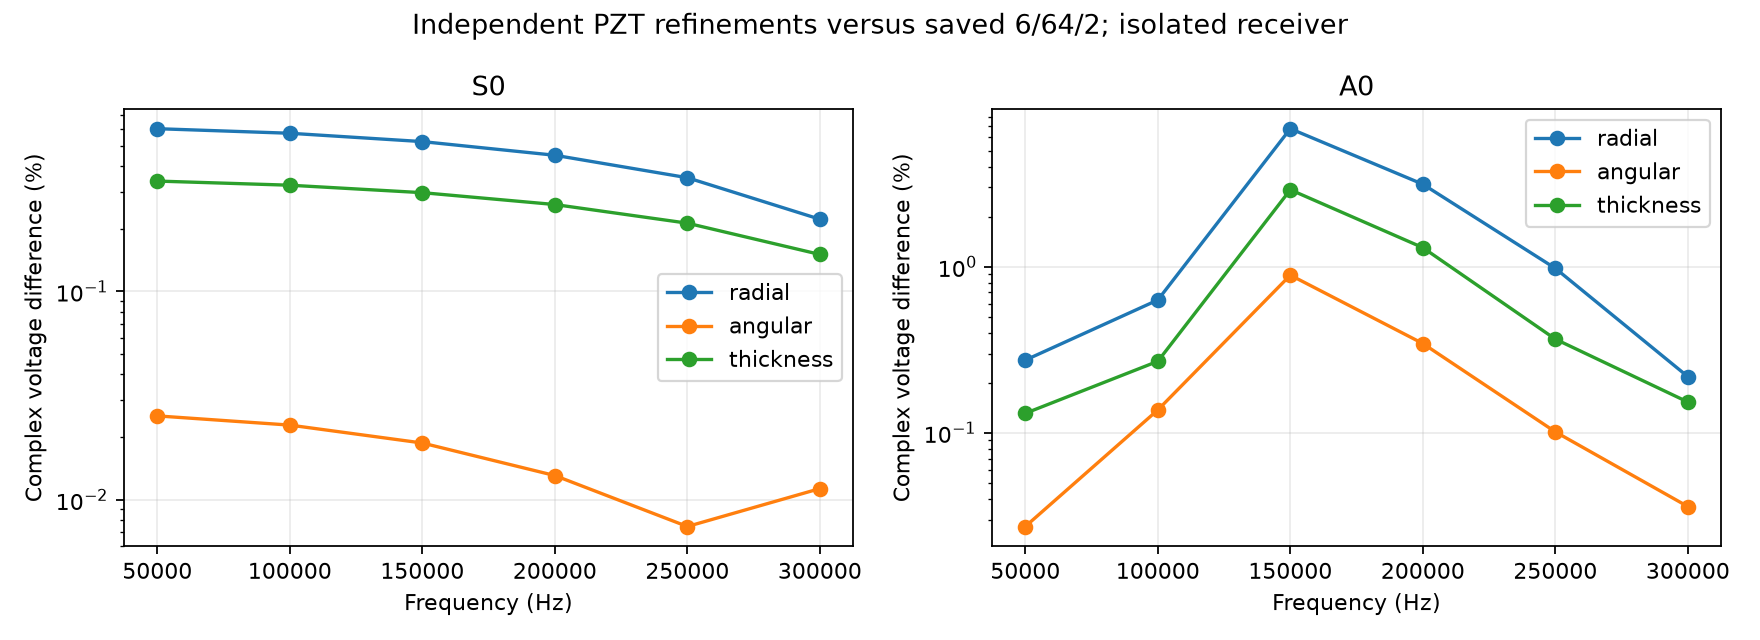 Independent PZT refinements versus saved 6/64/2; isolated receiver
S0
Complex voltage difference (%)
10⁻¹
10⁻²
radial
angular
thickness
50000 100000 150000 200000 250000 300000
Frequency (Hz)
A0
Complex voltage difference (%)
10⁰
10⁻¹
radial
angular
thickness
50000 100000 150000 200000 250000 300000
Frequency (Hz)